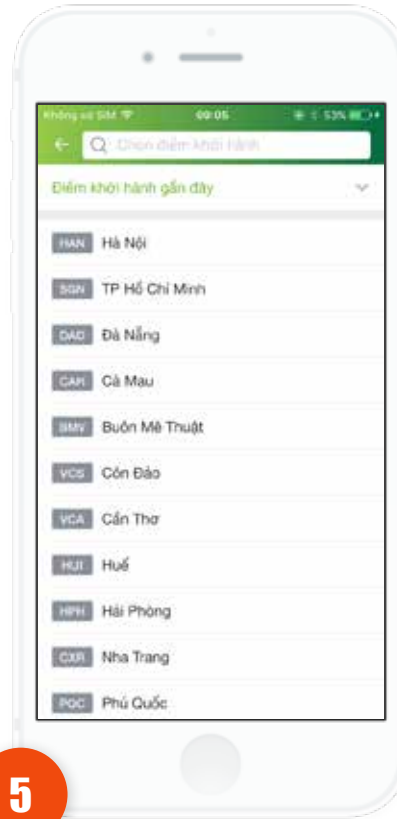 Không có SIM 09:05 53%
Chọn điểm khởi hành
Điểm khởi hành gần đây
HAN Hà Nội
SGN TP Hồ Chí Minh
DAD Đà Nẵng
CAH Cà Mau
BMV Buôn Mê Thuật
VCS Côn Đảo
VCA Cần Thơ
HUI Huế
HPH Hải Phòng
CXR Nha Trang
PQC Phú Quốc
5